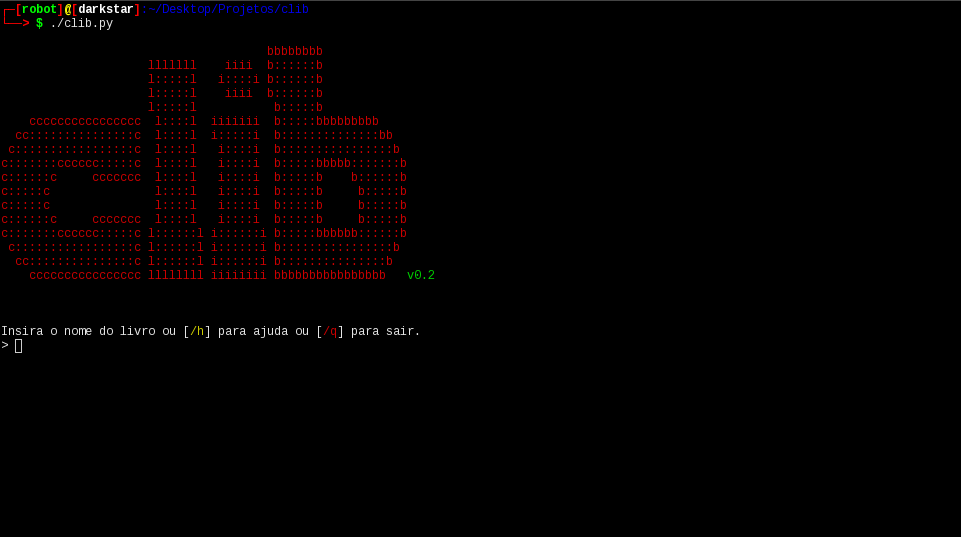 ┌─[robot]@[darkstar]:~/Desktop/Projetos/clib
└──> $ ./clib.py
                                      bbbbbbbb
                     lllllll    iiii  b::::::b
                     l:::::l   i::::i b::::::b
                     l:::::l    iiii  b::::::b
                     l:::::l           b:::::b
    cccccccccccccccc  l::::l  iiiiiii  b:::::bbbbbbbbb
  cc:::::::::::::::c  l::::l  i:::::i  b::::::::::::::bb
 c:::::::::::::::::c  l::::l   i::::i  b::::::::::::::::b
c:::::::cccccc:::::c  l::::l   i::::i  b:::::bbbbb:::::::b
c::::::c     ccccccc  l::::l   i::::i  b:::::b    b::::::b
c:::::c               l::::l   i::::i  b:::::b     b:::::b
c:::::c               l::::l   i::::i  b:::::b     b:::::b
c::::::c     ccccccc  l::::l   i::::i  b:::::b     b:::::b
c:::::::cccccc:::::c l::::::l i::::::i b:::::bbbbbb::::::b
 c:::::::::::::::::c l::::::l i::::::i b::::::::::::::::b
  cc:::::::::::::::c l::::::l i::::::i b:::::::::::::::b
    cccccccccccccccc llllllll iiiiiiii bbbbbbbbbbbbbbbb   v0.2
Insira o nome do livro ou [/h] para ajuda ou [/q] para sair.
>